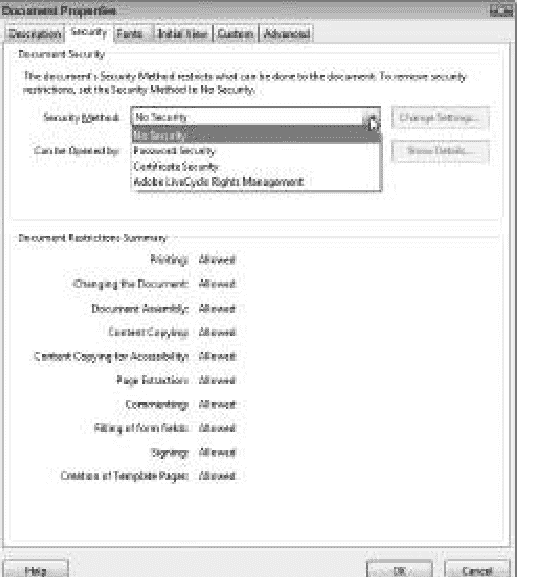 Document Properties
Description Security Fonts Initial View Custom Advanced
Document Security
The document's Security Method restricts what can be done to the document. To remove security
restrictions, set the Security Method to No Security.
Security Method: No Security Change Settings...
No Security
Can be Opened by: Password Security Show Details...
Certificate Security
Adobe LiveCycle Rights Management
Document Restrictions Summary
Printing: Allowed
Changing the Document: Allowed
Document Assembly: Allowed
Content Copying: Allowed
Content Copying for Accessibility: Allowed
Page Extraction: Allowed
Commenting: Allowed
Filling of form fields: Allowed
Signing: Allowed
Creation of Template Pages: Allowed
Help OK Cancel